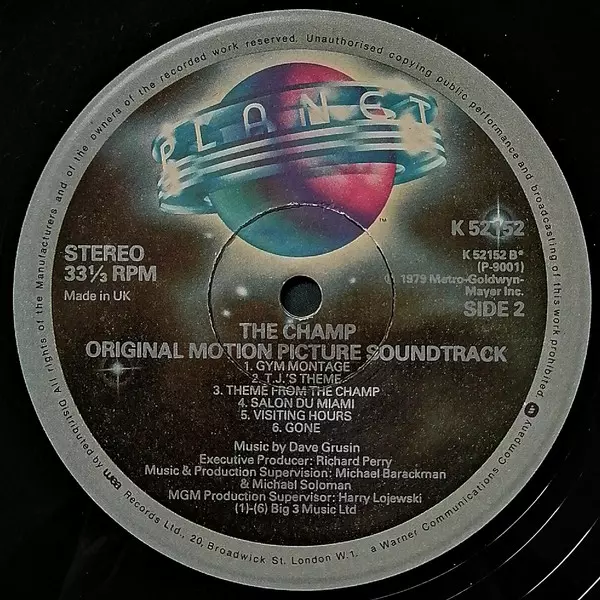 All rights of the Manufacturers and of the owners of the recorded work reserved. Unauthorised copying public performance and broadcasting of this recording prohibited.
PLANET
TM
K 52152
STEREO
33⅓ RPM
Made in UK
K 52152 B*
(P-9001)
℗ 1979 Metro-Goldwyn-
Mayer Inc.
SIDE 2
THE CHAMP
ORIGINAL MOTION PICTURE SOUNDTRACK
1. GYM MONTAGE
2. T.J.'S THEME
3. THEME FROM THE CHAMP
4. SALON DU MIAMI
5. VISITING HOURS
6. GONE
Music by Dave Grusin
Executive Producer: Richard Perry
Music & Production Supervision: Michael Barackman
& Michael Soloman
MGM Production Supervisor: Harry Lojewski
(1)-(6) Big 3 Music Ltd
Distributed by wea Records Ltd., 20, Broadwick St. London W.1. a Warner Communications Company